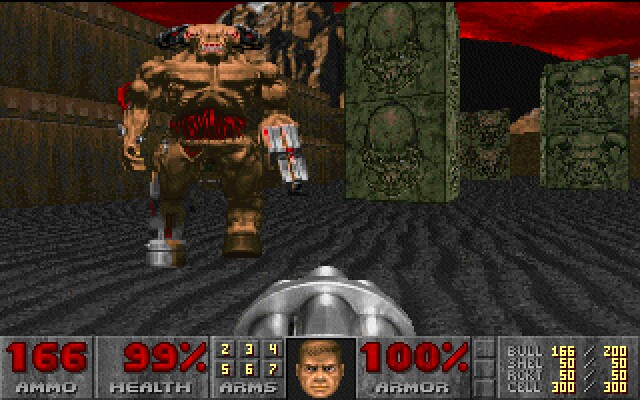 166 99% 2 3 4 100% BULL 166 / 200
5 6 7 SHEL 50 / 50
RCKT 50 / 50
AMMO HEALTH ARMS ARMOR CELL 300 / 300